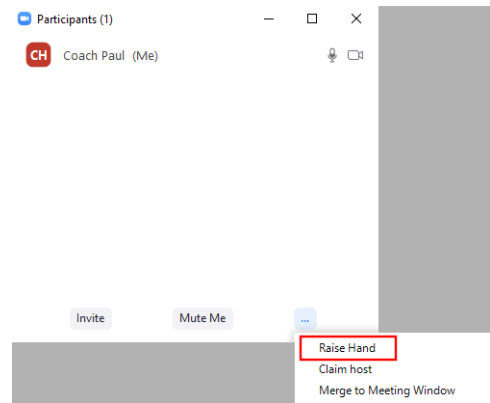 Participants (1)
CH Coach Paul (Me)
Invite Mute Me ...
Raise Hand
Claim host
Merge to Meeting Window